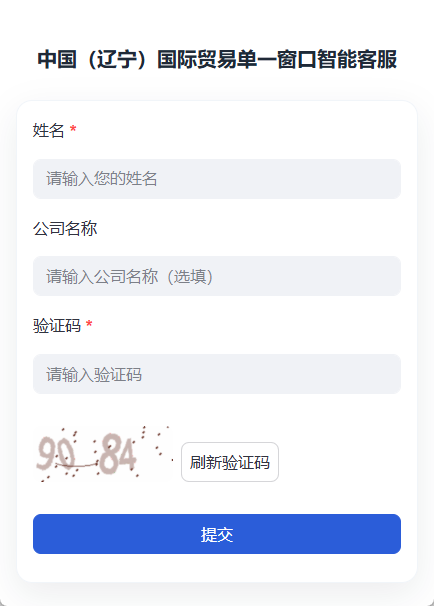 中国（辽宁）国际贸易单一窗口智能客服
姓名 *
请输入您的姓名
公司名称
请输入公司名称（选填）
验证码 *
请输入验证码
9084
刷新验证码
提交